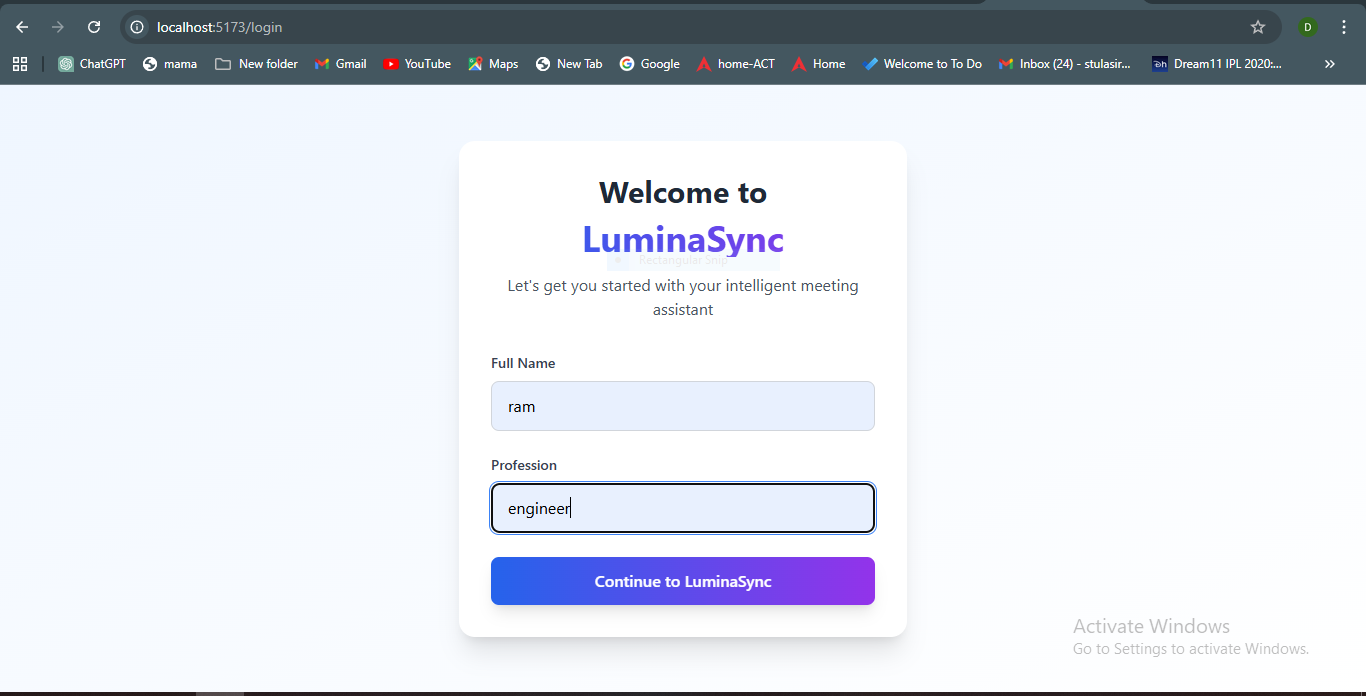 localhost:5173/login
D
ChatGPT mama New folder Gmail YouTube Maps New Tab Google home-ACT Home Welcome to To Do Inbox (24) - stulasir... Dream11 IPL 2020:...
Welcome to
LuminaSync
Rectangular Snip
Let's get you started with your intelligent meeting
assistant
Full Name
ram
Profession
engineer
Continue to LuminaSync
Activate Windows
Go to Settings to activate Windows.